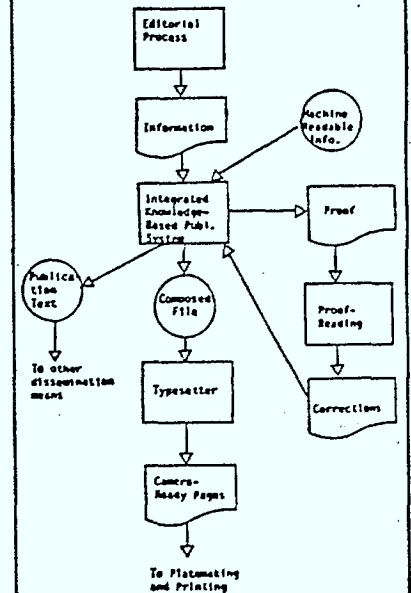 Editorial
Process
Information
Machine
Readable
Info.
Integrated
Knowledge-
Based Publ.
System
Proof
Publica-
tion
Text
Composed
File
Proof-
Reading
To other
dissemination
means
Typesetter
Corrections
Camera-
Ready Pages
To Platemaking
and Printing